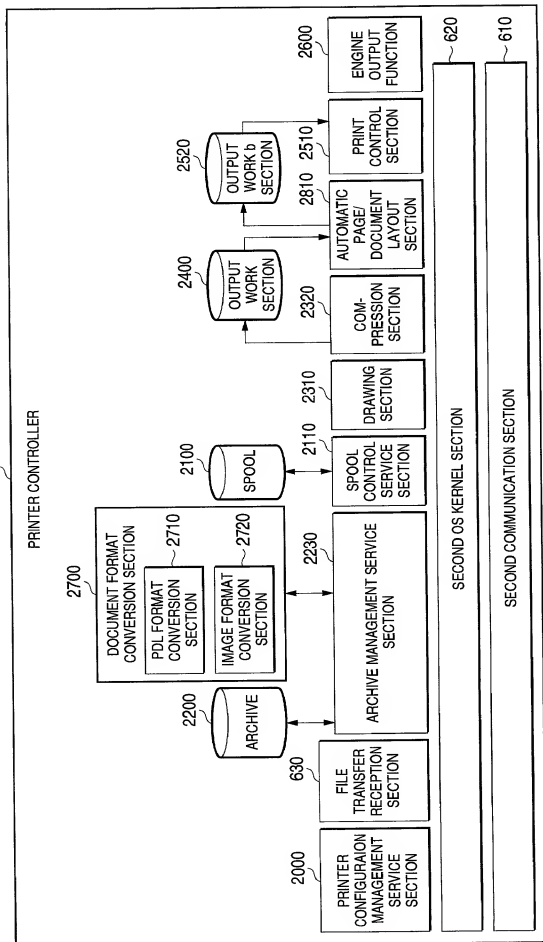 PRINTER CONTROLLER
2700
DOCUMENT FORMAT
CONVERSION SECTION
2710
PDL FORMAT
CONVERSION
SECTION
2720
IMAGE FORMAT
CONVERSION
SECTION
2200
ARCHIVE
2100
SPOOL
2400
OUTPUT
WORK
SECTION
2520
OUTPUT
WORK b
SECTION
2000
PRINTER
CONFIGURAION
MANAGEMENT
SERVICE
SECTION
630
FILE
TRANSFER
RECEPTION
SECTION
2230
ARCHIVE MANAGEMENT SERVICE
SECTION
2110
SPOOL
CONTROL
SERVICE
SECTION
2310
DRAWING
SECTION
2320
COM-
PRESSION
SECTION
2810
AUTOMATIC
PAGE/
DOCUMENT
LAYOUT
SECTION
2510
PRINT
CONTROL
SECTION
2600
ENGINE
OUTPUT
FUNCTION
620
SECOND OS KERNEL SECTION
610
SECOND COMMUNICATION SECTION